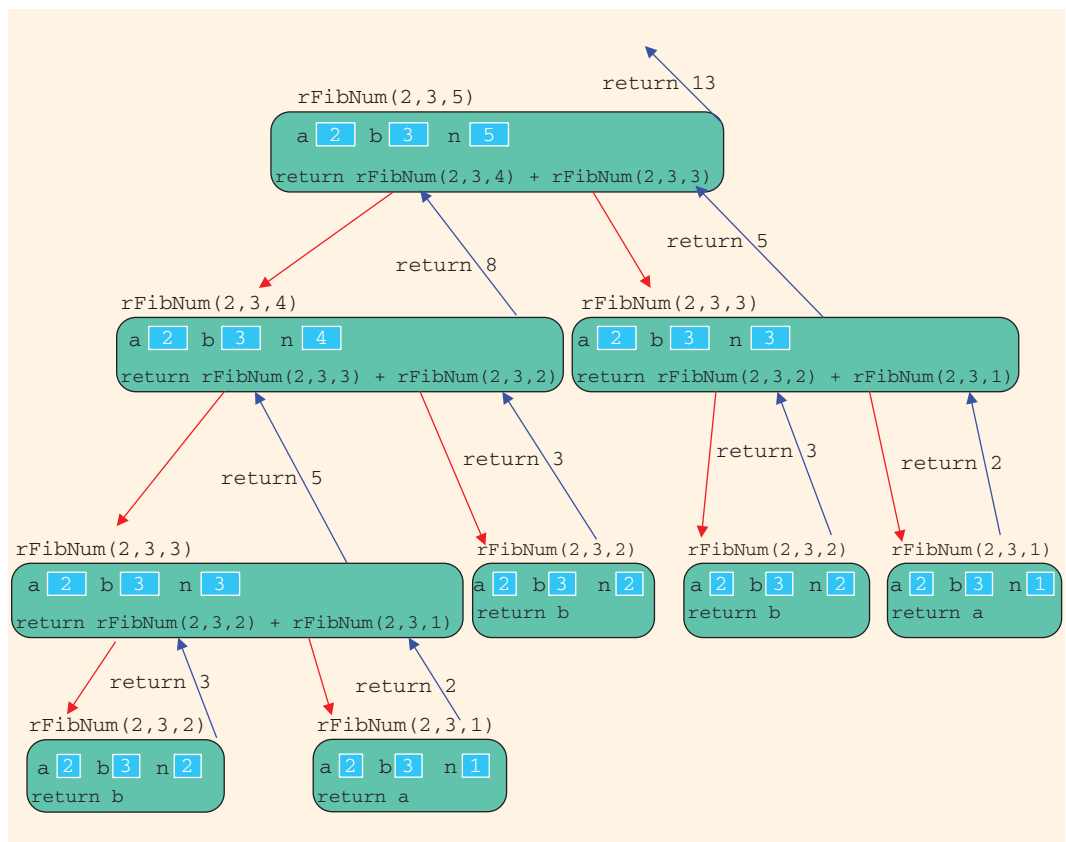 return 13
rFibNum(2,3,5)
a 2 b 3 n 5
return rFibNum(2,3,4) + rFibNum(2,3,3)
return 8
return 5
rFibNum(2,3,4)
a 2 b 3 n 4
return rFibNum(2,3,3) + rFibNum(2,3,2)
rFibNum(2,3,3)
a 2 b 3 n 3
return rFibNum(2,3,2) + rFibNum(2,3,1)
return 5
return 3
return 3
return 2
rFibNum(2,3,3)
a 2 b 3 n 3
return rFibNum(2,3,2) + rFibNum(2,3,1)
rFibNum(2,3,2)
a 2 b 3 n 2
return b
rFibNum(2,3,2)
a 2 b 3 n 2
return b
rFibNum(2,3,1)
a 2 b 3 n 1
return a
return 3
return 2
rFibNum(2,3,2)
a 2 b 3 n 2
return b
rFibNum(2,3,1)
a 2 b 3 n 1
return a